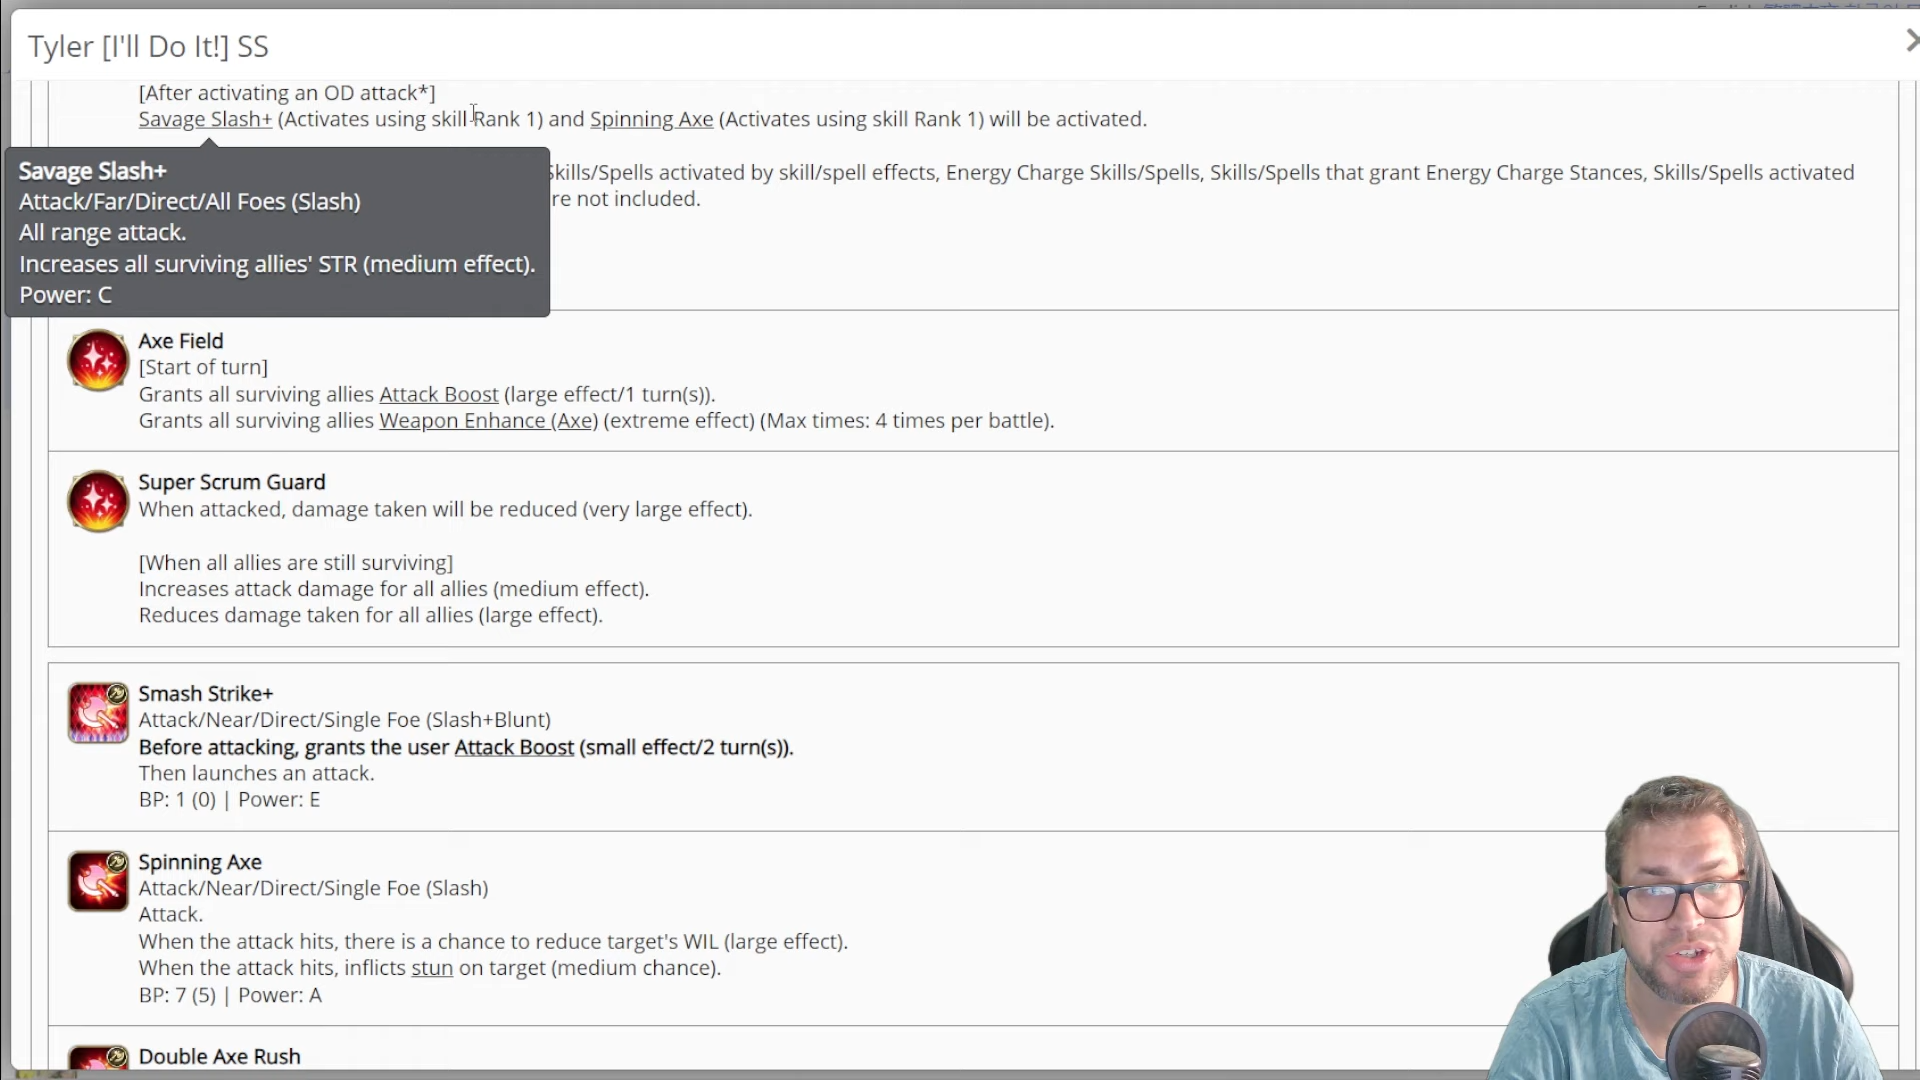 Tyler [I'll Do It!] SS
[After activating an OD attack*]
Savage Slash+ (Activates using skill Rank 1) and Spinning Axe (Activates using skill Rank 1) will be activated.
Skills/Spells activated by skill/spell effects, Energy Charge Skills/Spells, Skills/Spells that grant Energy Charge Stances, Skills/Spells activated
re not included.
Savage Slash+
Attack/Far/Direct/All Foes (Slash)
All range attack.
Increases all surviving allies' STR (medium effect).
Power: C
Axe Field
[Start of turn]
Grants all surviving allies Attack Boost (large effect/1 turn(s)).
Grants all surviving allies Weapon Enhance (Axe) (extreme effect) (Max times: 4 times per battle).
Super Scrum Guard
When attacked, damage taken will be reduced (very large effect).
[When all allies are still surviving]
Increases attack damage for all allies (medium effect).
Reduces damage taken for all allies (large effect).
Smash Strike+
Attack/Near/Direct/Single Foe (Slash+Blunt)
Before attacking, grants the user Attack Boost (small effect/2 turn(s)).
Then launches an attack.
BP: 1 (0) | Power: E
Spinning Axe
Attack/Near/Direct/Single Foe (Slash)
Attack.
When the attack hits, there is a chance to reduce target's WIL (large effect).
When the attack hits, inflicts stun on target (medium chance).
BP: 7 (5) | Power: A
Double Axe Rush